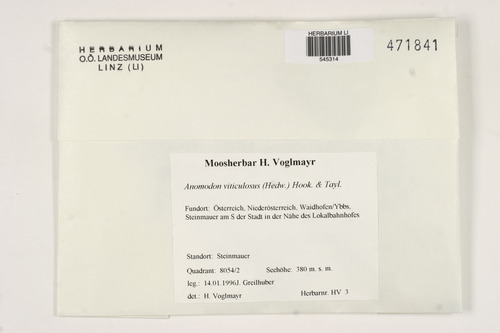 HERBARIUM
O.Ö. LANDESMUSEUM
LINZ (LI)
HERBARIUM LI
545314
471841
Moosherbar H. Voglmayr
Anomodon viticulosus (Hedw.) Hook. & Tayl.
Fundort: Österreich, Niederösterreich, Waidhofen/Ybbs,
Steinmauer am S der Stadt in der Nähe des Lokalbahnhofes
Standort: Steinmauer
Quadrant: 8054/2 Seehöhe: 380 m. s. m.
leg.: 14.01.1996J. Greilhuber
det.: H. Voglmayr Herbarnr. HV 3